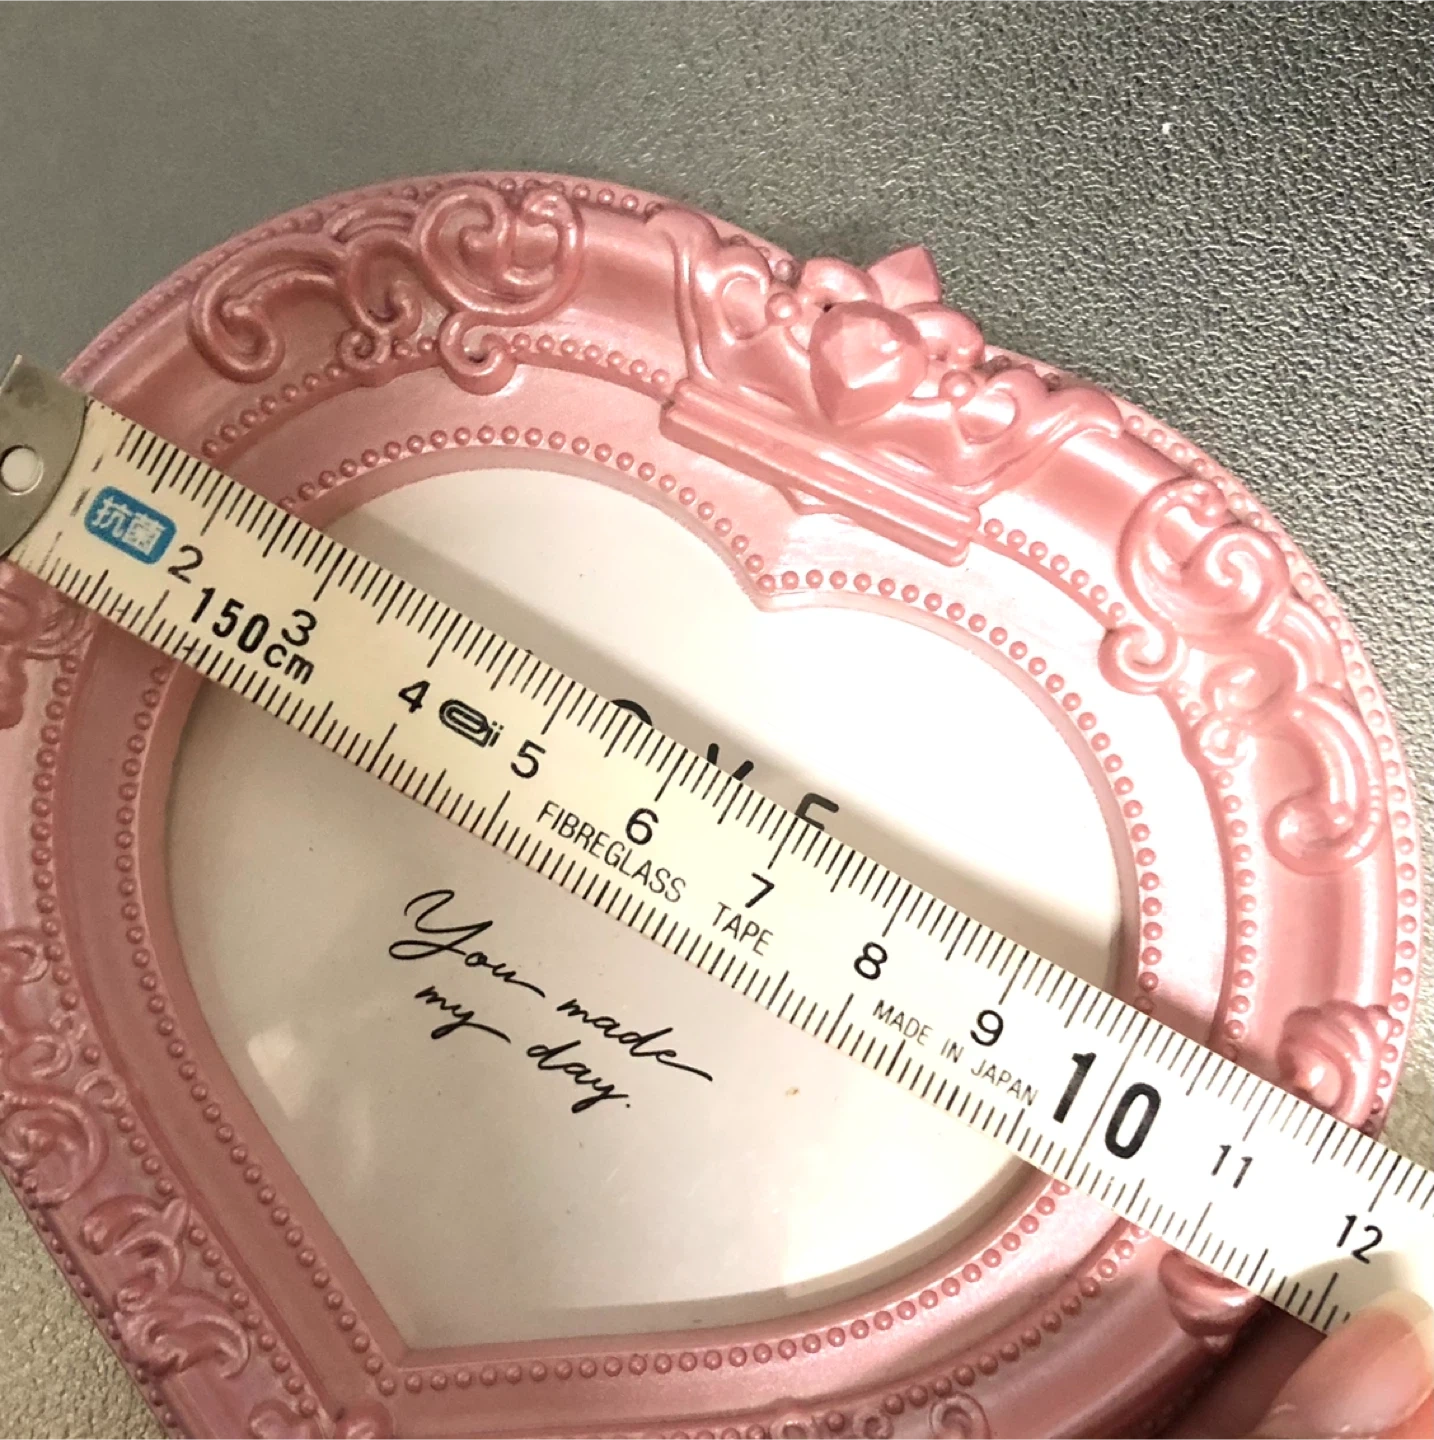 抗菌
2
3
4
5
6
7
8
9
10
11
12
150cm
FIBREGLASS TAPE
MADE IN JAPAN
You made
my day.